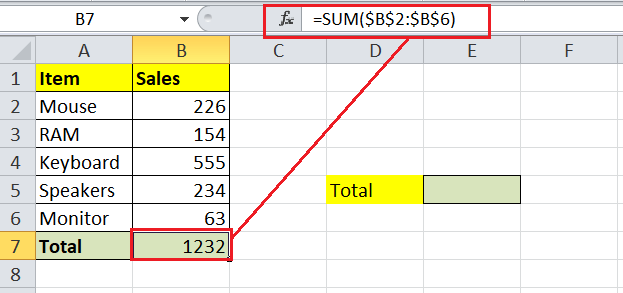 B7 fx =SUM($B$2:$B$6)
A B C D E F
1 Item Sales
2 Mouse 226
3 RAM 154
4 Keyboard 555
5 Speakers 234 Total
6 Monitor 63
7 Total 1232
8